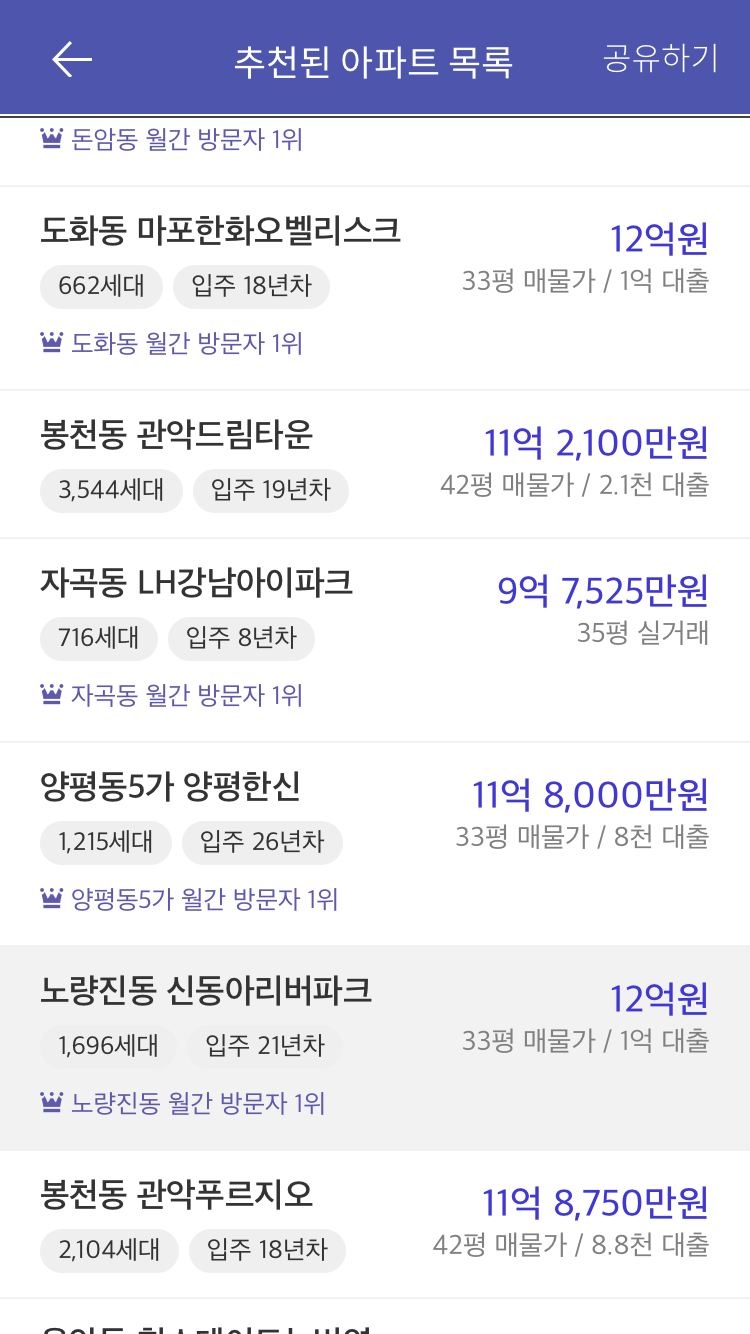 추천된 아파트 목록
공유하기
돈암동 월간 방문자 1위
도화동 마포한화오벨리스크
12억원
662세대
입주 18년차
33평 매물가 / 1억 대출
도화동 월간 방문자 1위
봉천동 관악드림타운
11억 2,100만원
3,544세대
입주 19년차
42평 매물가 / 2.1천 대출
자곡동 LH강남아이파크
9억 7,525만원
716세대
입주 8년차
35평 실거래
자곡동 월간 방문자 1위
양평동5가 양평한신
11억 8,000만원
1,215세대
입주 26년차
33평 매물가 / 8천 대출
양평동5가 월간 방문자 1위
노량진동 신동아리버파크
12억원
1,696세대
입주 21년차
33평 매물가 / 1억 대출
노량진동 월간 방문자 1위
봉천동 관악푸르지오
11억 8,750만원
2,104세대
입주 18년차
42평 매물가 / 8.8천 대출